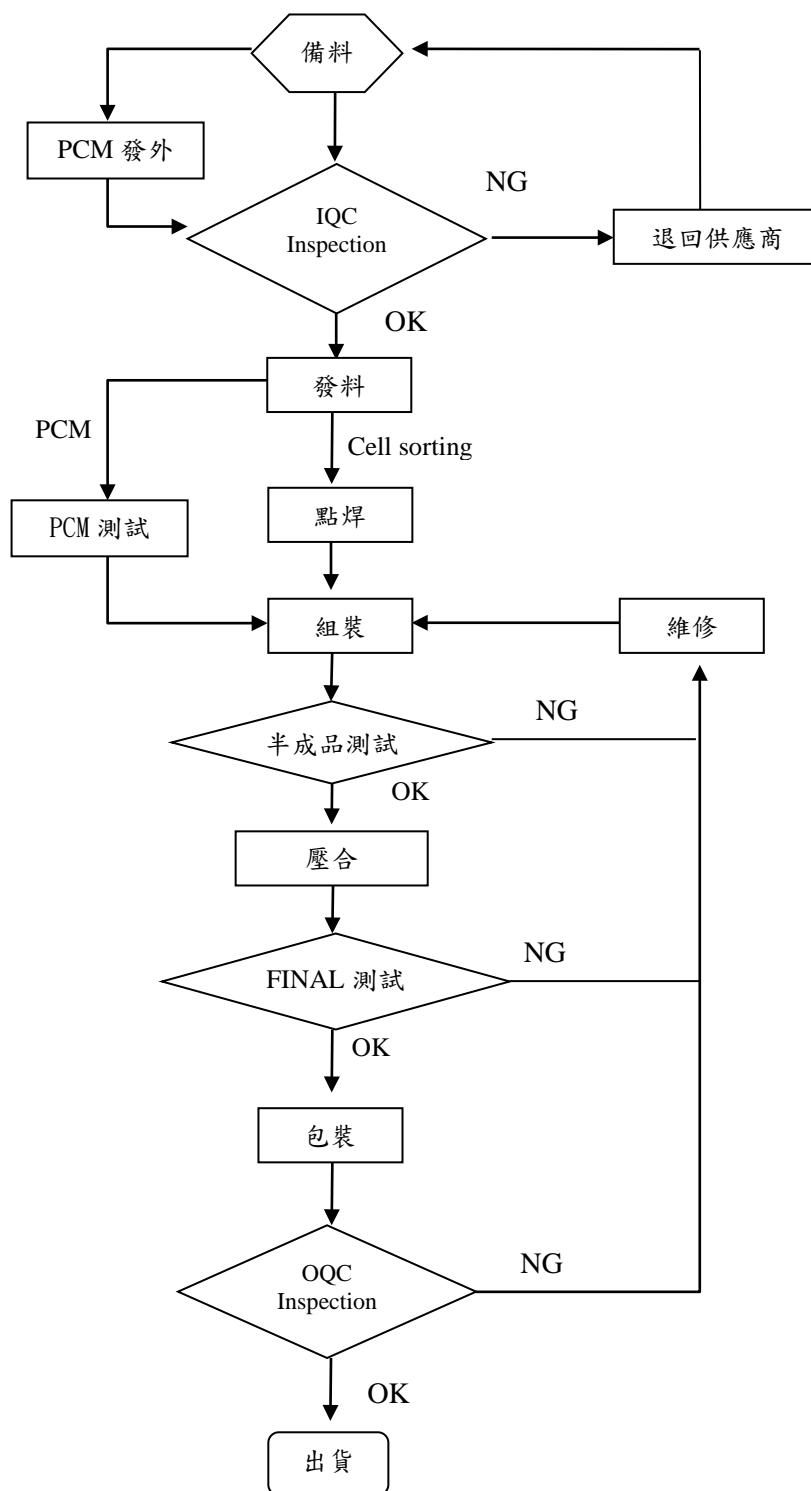 備料
PCM 發外
NG
IQC
Inspection
退回供應商
OK
發料
PCM
Cell sorting
PCM 測試
點焊
組裝
維修
NG
半成品測試
OK
壓合
NG
FINAL 測試
OK
包裝
NG
OQC
Inspection
OK
出貨